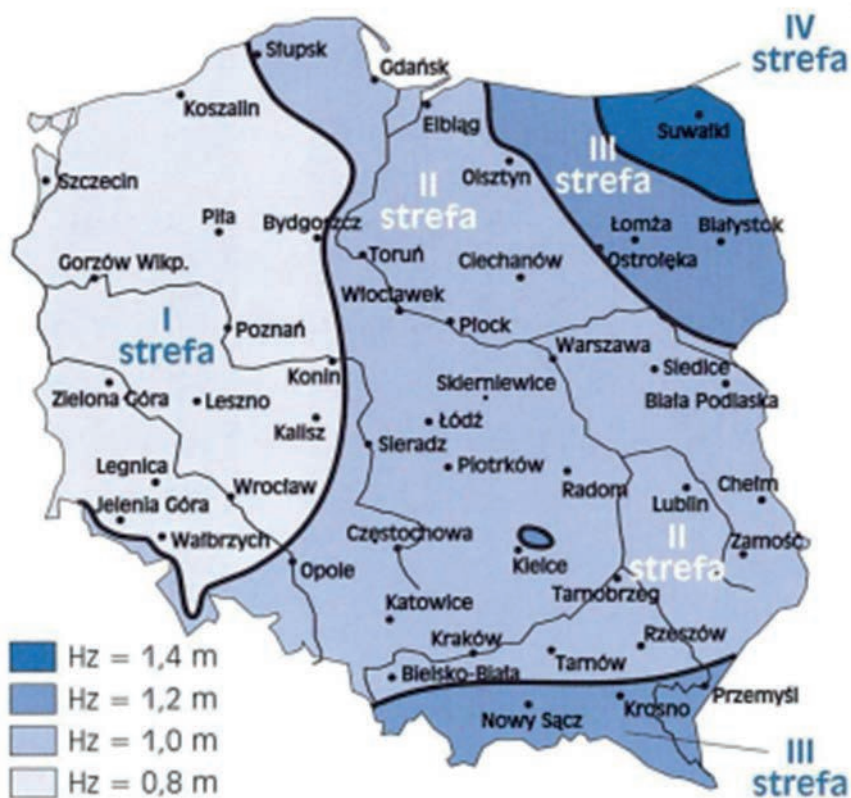 IV
strefa
Słupsk
Gdańsk
Koszalin
Elbląg
Suwałki
III
strefa
Olsztyn
II
strefa
Szczecin
Piła
Bydgoszcz
Łomża
Białystok
Ostrołęka
Toruń
Ciechanów
Gorzów Wlkp.
Włocławek
Płock
I
strefa
Poznań
Warszawa
Siedlce
Konin
Skierniewice
Biała Podlaska
Zielona Góra
Leszno
Łódź
Kalisz
Sieradz
Piotrków
Radom
Legnica
Wrocław
Lublin
Chełm
Jelenia Góra
Wałbrzych
Częstochowa
Kielce
II
strefa
Zamość
Opole
Tarnobrzeg
Katowice
Kraków
Rzeszów
Tarnów
Bielsko-Biała
Przemyśl
Krosno
Nowy Sącz
III
strefa
Hz = 1,4 m
Hz = 1,2 m
Hz = 1,0 m
Hz = 0,8 m